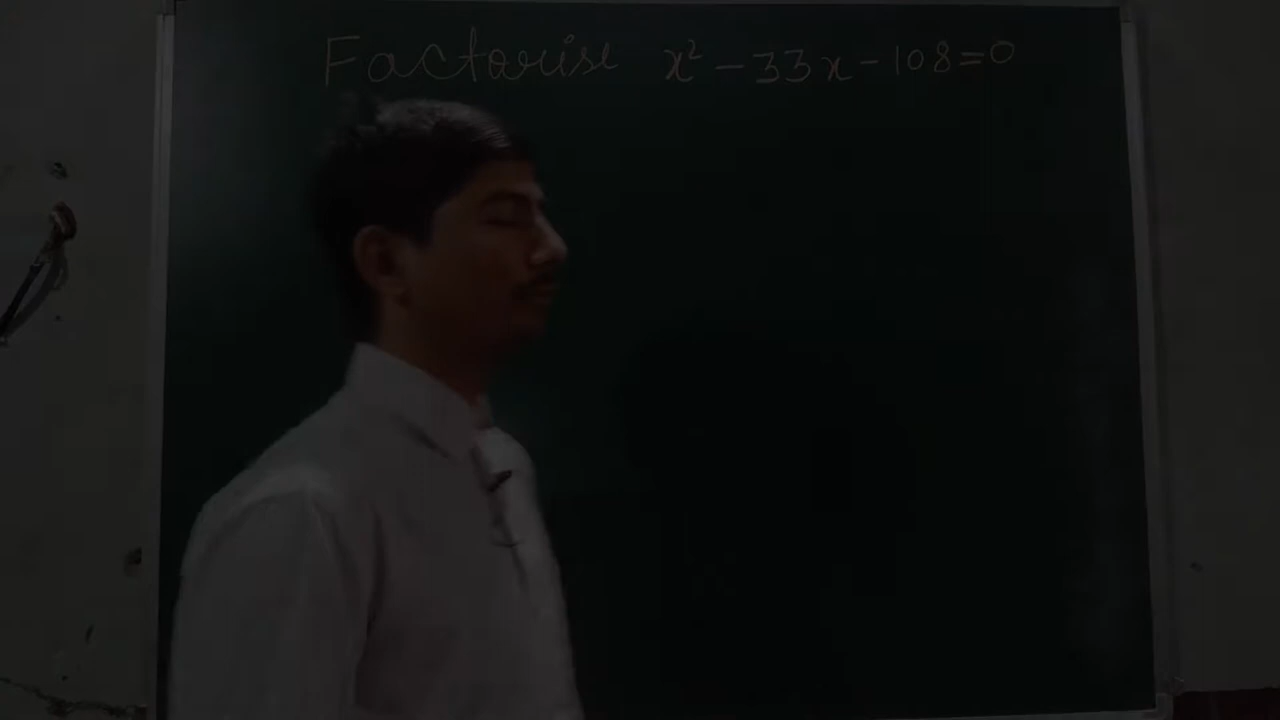 Factorise x² - 33x - 108 = 0